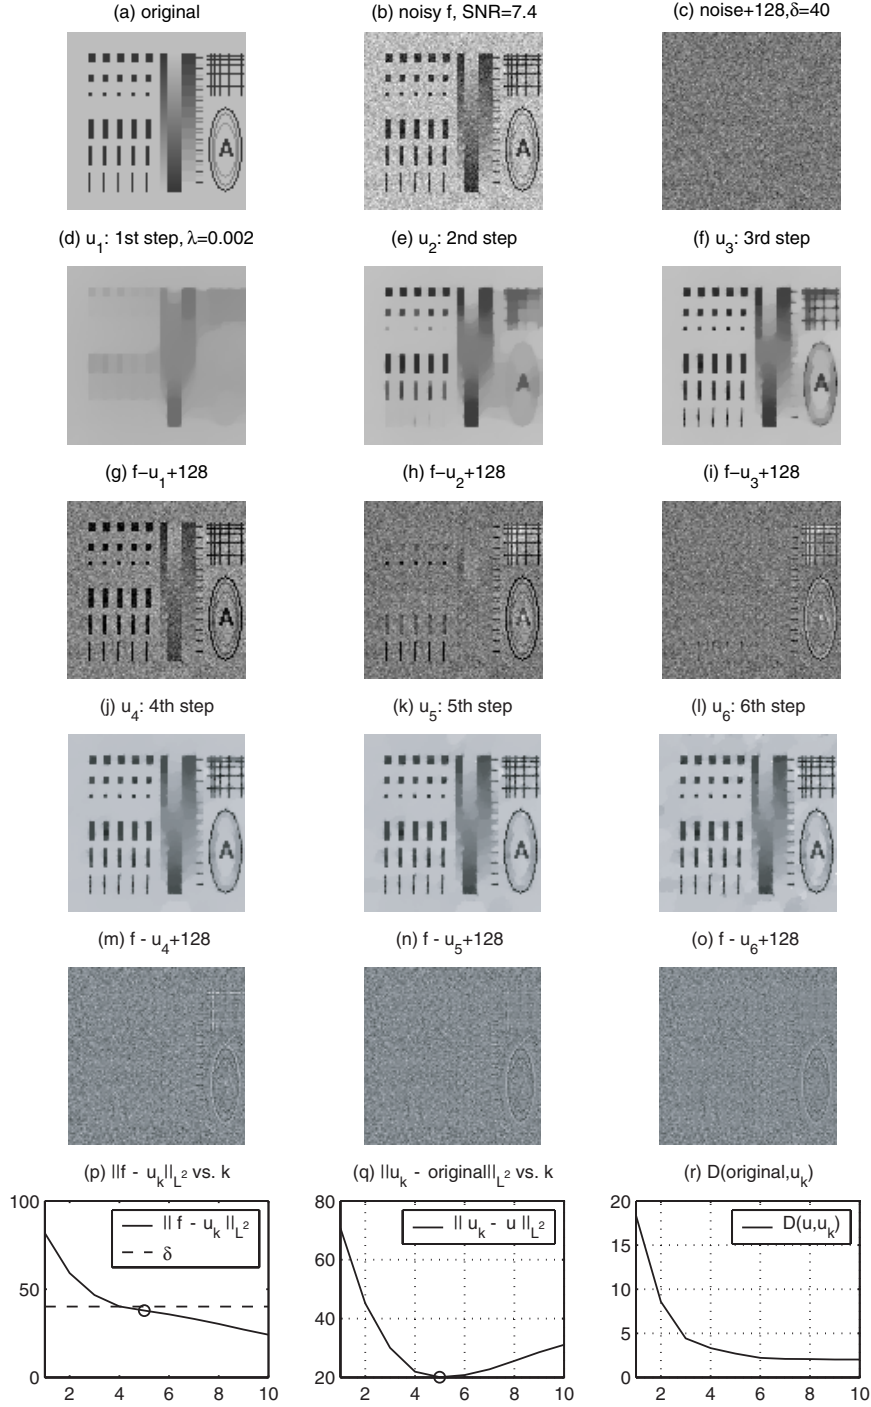 (a) original
(b) noisy f, SNR=7.4
(c) noise+128,δ=40
A
A
(d) u1: 1st step, λ=0.002
(e) u2: 2nd step
(f) u3: 3rd step
A
A
(g) f−u1+128
(h) f−u2+128
(i) f−u3+128
A
(j) u4: 4th step
(k) u5: 5th step
(l) u6: 6th step
A
A
A
(m) f - u4+128
(n) f - u5+128
(o) f - u6+128
(p) ||f - uk||L2 vs. k
(q) ||uk - original||L2 vs. k
(r) D(original,uk)
100
50
0
2
4
6
8
10
|| f - uk ||L2
δ
80
60
40
20
2
4
6
8
10
|| uk - u ||L2
20
15
10
5
0
2
4
6
8
10
D(u,uk)